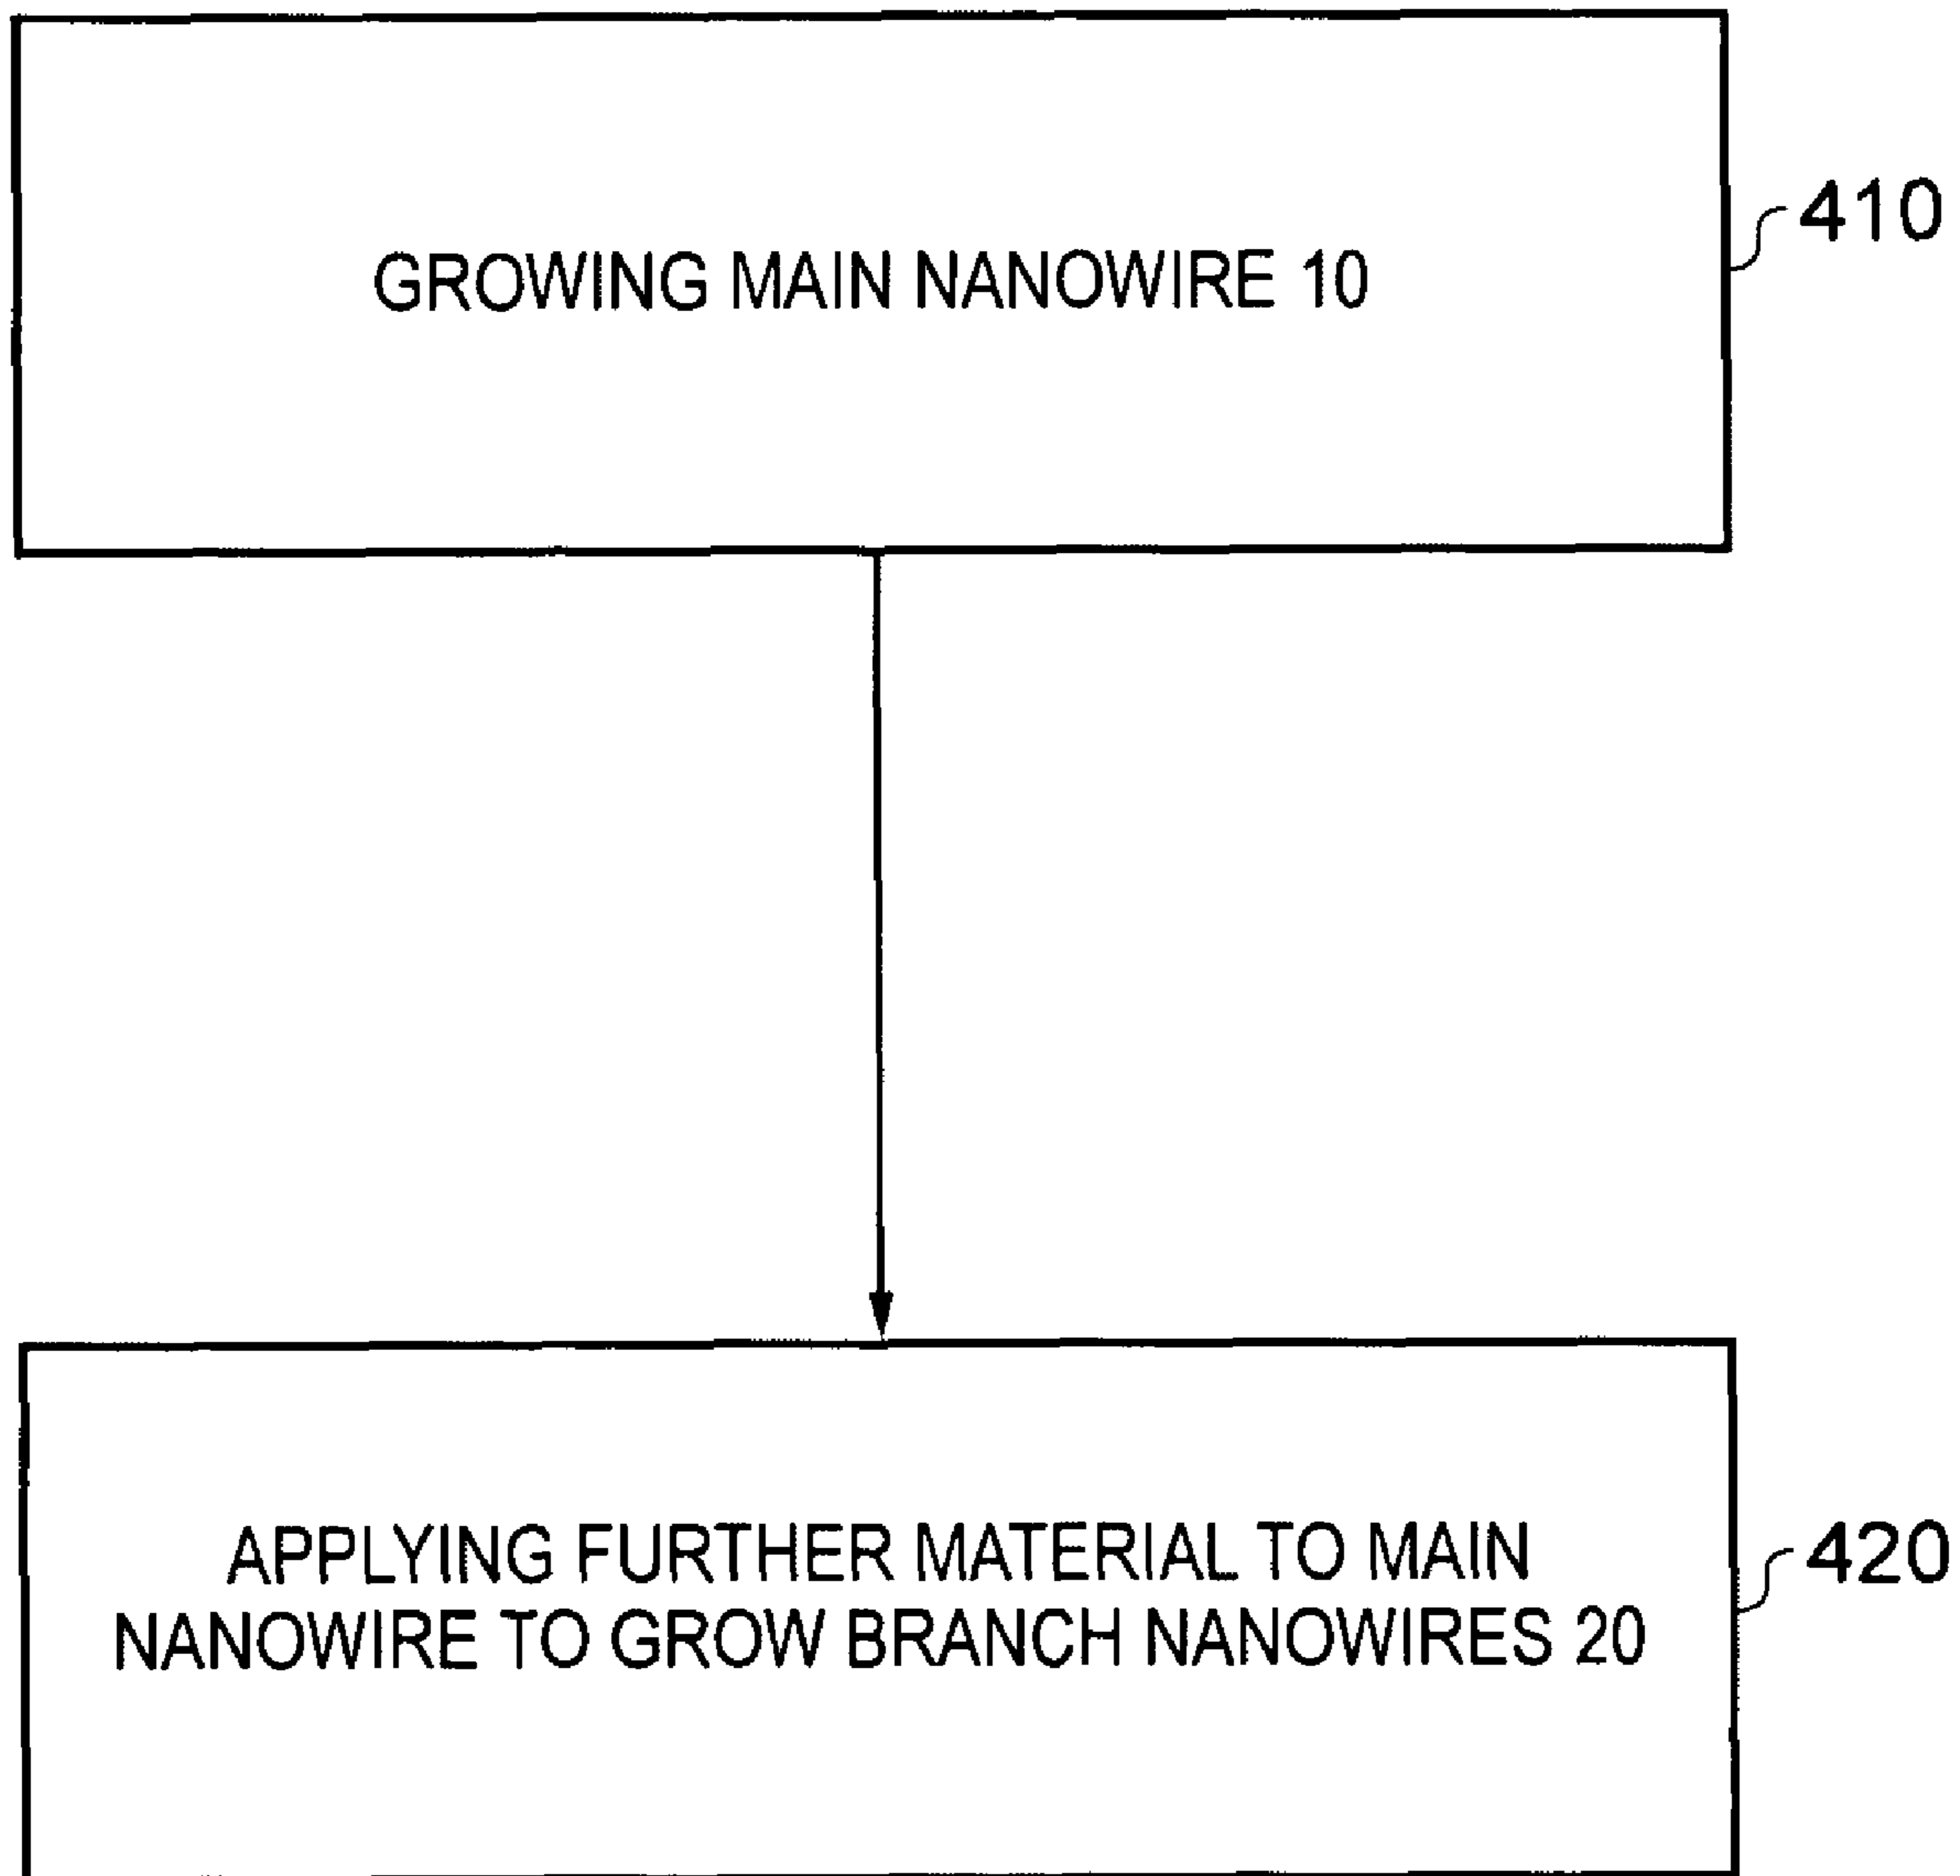 GROWING MAIN NANOWIRE 10
410
APPLYING FURTHER MATERIAL TO MAIN
NANOWIRE TO GROW BRANCH NANOWIRES 20
420